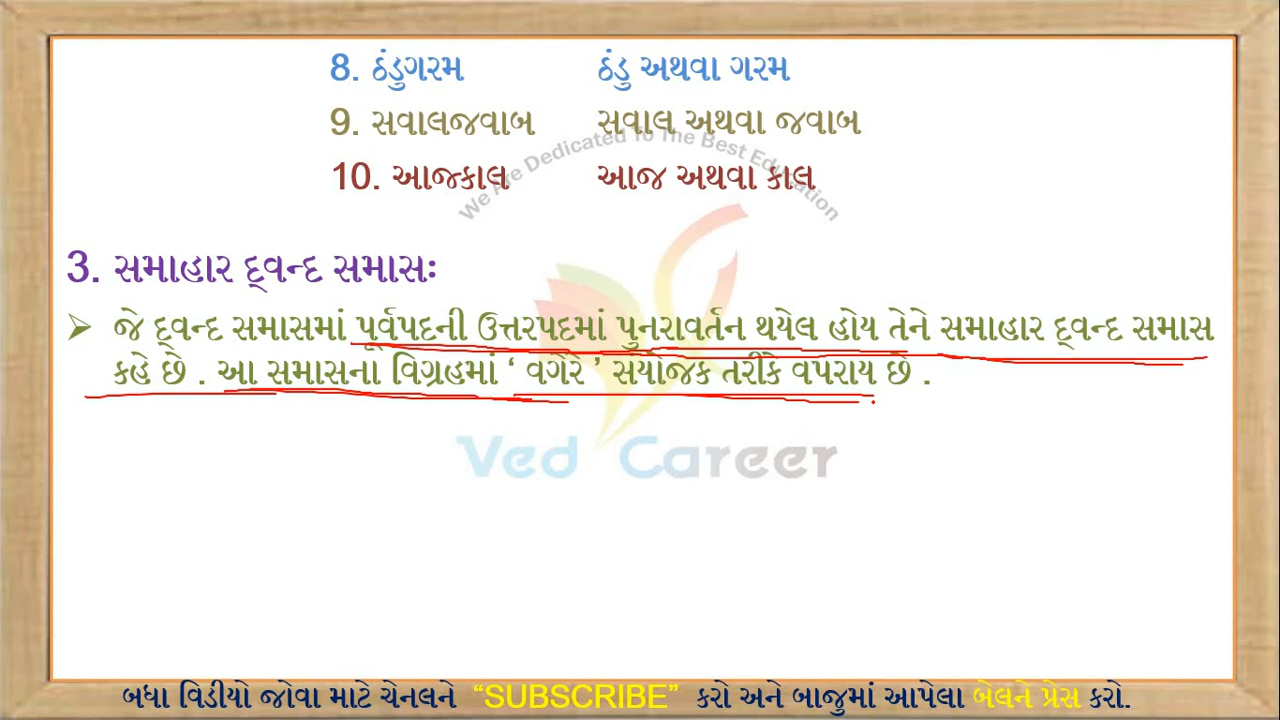 8. ઠંડુગરમ ઠંડુ અથવા ગરમ
9. સવાલજવાબ સવાલ અથવા જવાબ
10. આજકાલ આજ અથવા કાલ
We Are Dedicated To The Best Education
3. સમાહાર દ્વન્દ સમાસઃ
➢ જે દ્વન્દ સમાસમાં પૂર્વપદની ઉત્તરપદમાં પુનરાવર્તન થયેલ હોય તેને સમાહાર દ્વન્દ સમાસ
કહે છે . આ સમાસના વિગ્રહમાં ‘ વગેરે ’ સંયોજક તરીકે વપરાય છે .
Ved Career
બધા વિડીયો જોવા માટે ચેનલને “SUBSCRIBE” કરો અને બાજુમાં આપેલા બેલને પ્રેસ કરો.